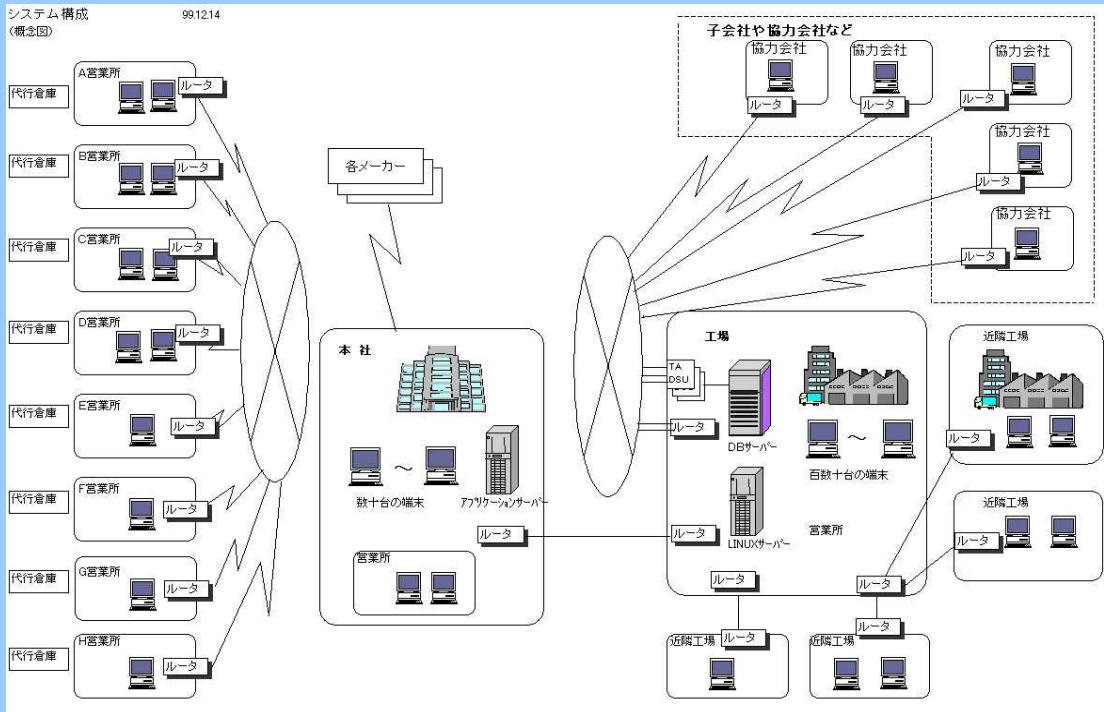 システム構成 99.12.14
(概念図)
代行倉庫
A営業所
ルータ
代行倉庫
B営業所
ルータ
代行倉庫
C営業所
ルータ
代行倉庫
D営業所
ルータ
代行倉庫
E営業所
ルータ
代行倉庫
F営業所
ルータ
代行倉庫
G営業所
ルータ
代行倉庫
H営業所
ルータ
各メーカー
本社
〜
数十台の端末
アプリケーションサーバー
ルータ
営業所
子会社や協力会社など
協力会社
ルータ
協力会社
ルータ
協力会社
ルータ
協力会社
ルータ
協力会社
ルータ
工場
TA
DSU
ルータ
DBサーバー
〜
百数十台の端末
ルータ
LINUXサーバー
営業所
ルータ
ルータ
近隣工場
ルータ
近隣工場
ルータ
近隣工場
ルータ
近隣工場
ルータ